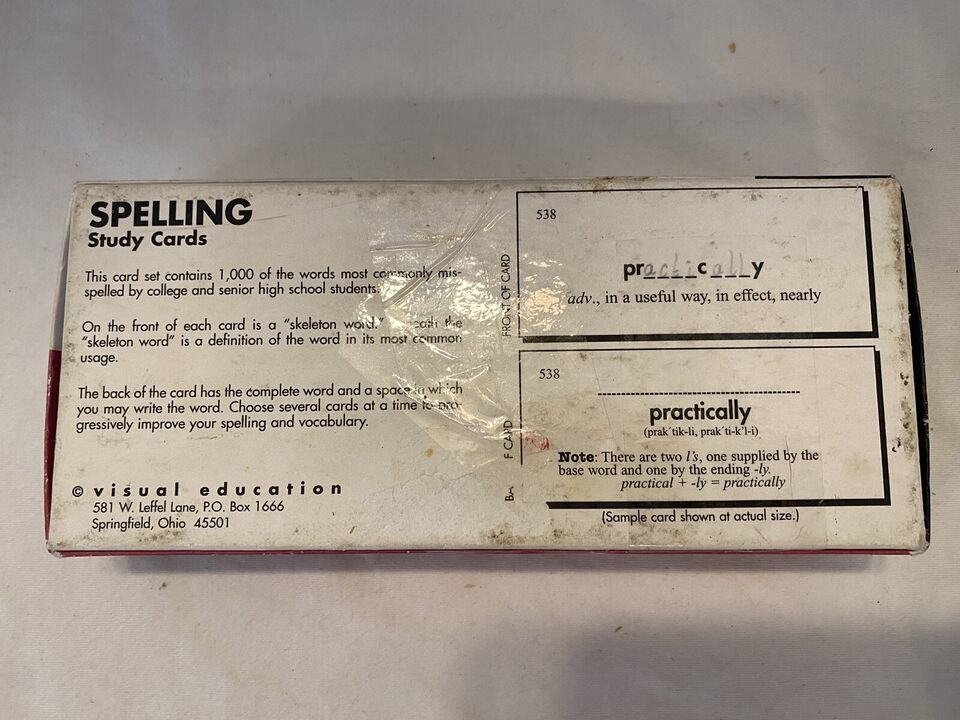 SPELLING
Study Cards
This card set contains 1,000 of the words most commonly mis-
spelled by college and senior high school students.
On the front of each card is a “skeleton word.” the
“skeleton word” is a definition of the word in its most common
usage.
The back of the card has the complete word and a space in which
you may write the word. Choose several cards at a time to pro-
gressively improve your spelling and vocabulary.
© visual education
581 W. Leffel Lane, P.O. Box 1666
Springfield, Ohio 45501
FRONT OF CARD
538
practically
adv., in a useful way, in effect, nearly
CARD
538
practically
(prak´tik-li, prak´ti-k'l-i)
Note: There are two l's, one supplied by the
base word and one by the ending -ly.
practical + -ly = practically
(Sample card shown at actual size.)